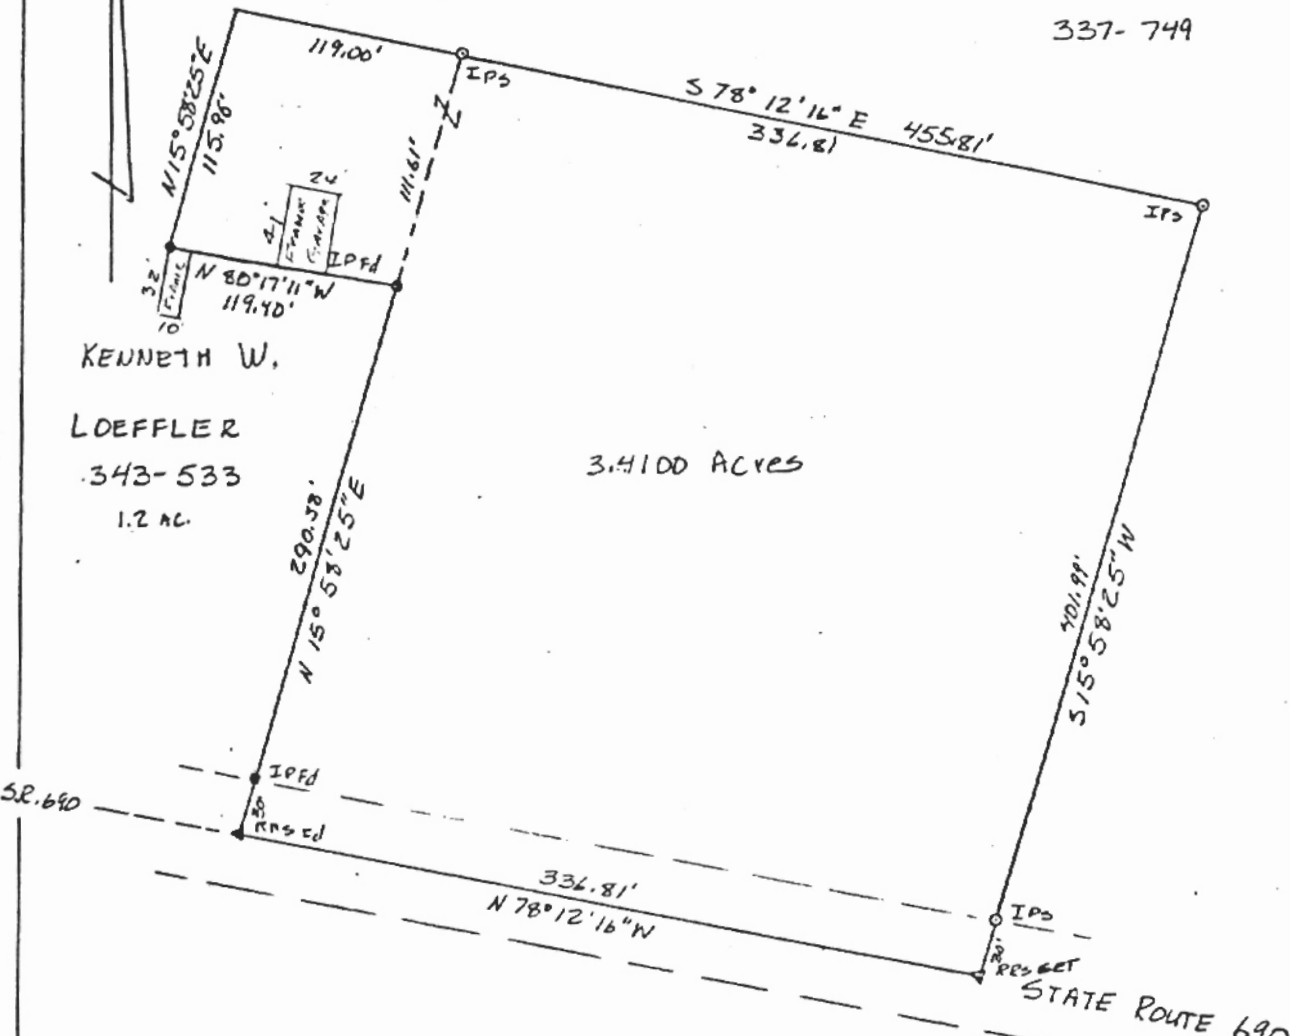 337- 749
119.00'
IPS
S 78° 12' 16" E
455.81'
336.81
IPS
N 15° 58' 25" E
115.96'
111.61'
24'
41'
FRAME
GARAGE
IPFd
32'
FRAME
10'
N 80° 17' 11" W
119.40'
KENNETH W.
LOEFFLER
343-533
1.2 AC.
3.4100 Acres
290.38'
N 15° 58' 25" E
401.99'
S 15° 58' 25" W
IPFd
S.R. 690
30'
RRS Fd
336.81'
N 78° 12' 16" W
IPS
30'
RRS SET
STATE ROUTE 690